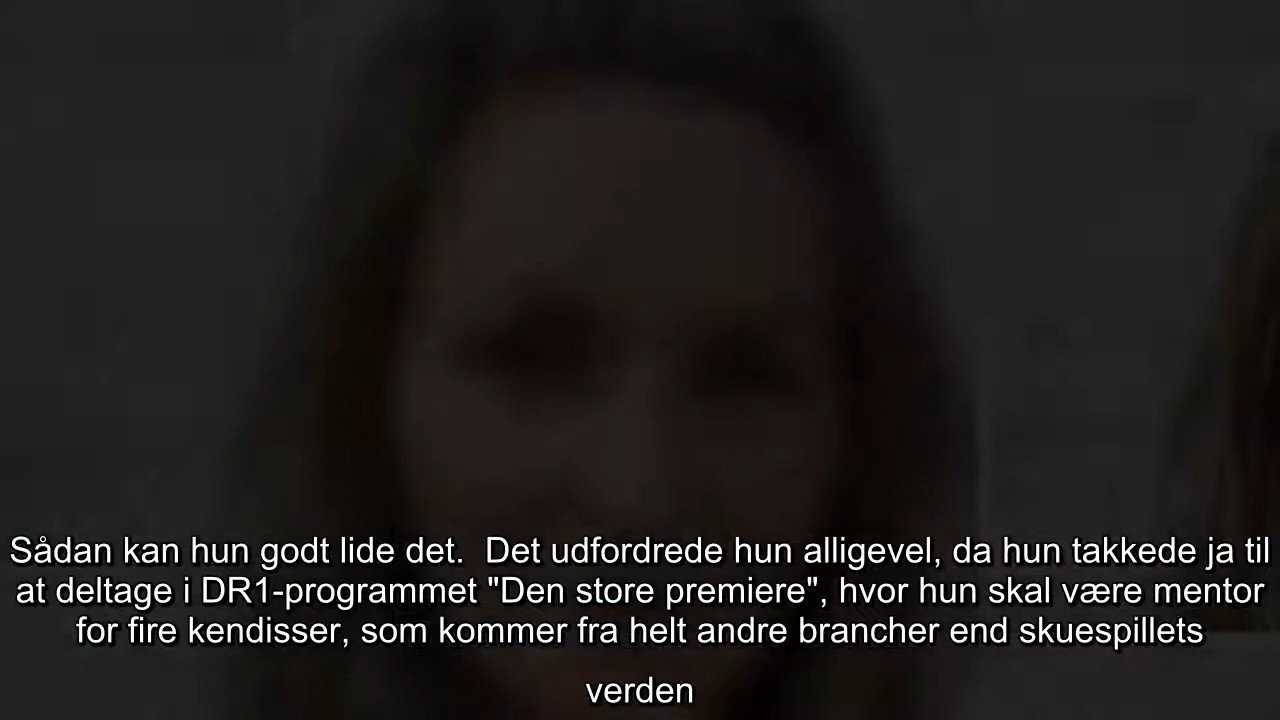 Sådan kan hun godt lide det.  Det udfordrede hun alligevel, da hun takkede ja til
at deltage i DR1-programmet "Den store premiere", hvor hun skal være mentor
for fire kendisser, som kommer fra helt andre brancher end skuespillets
verden